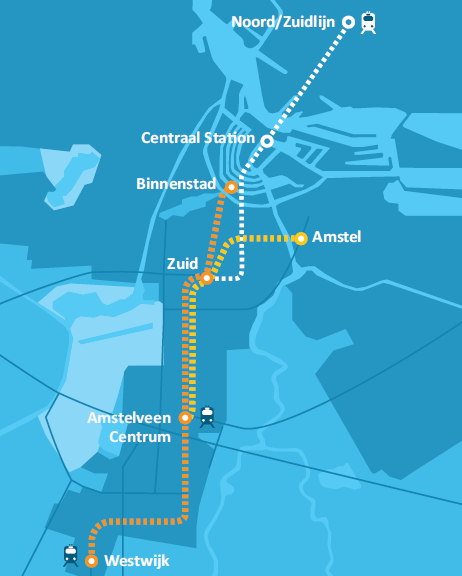 Noord/Zuidlijn
Centraal Station
Binnenstad
Amstel
Zuid
Amstelveen
Centrum
Westwijk